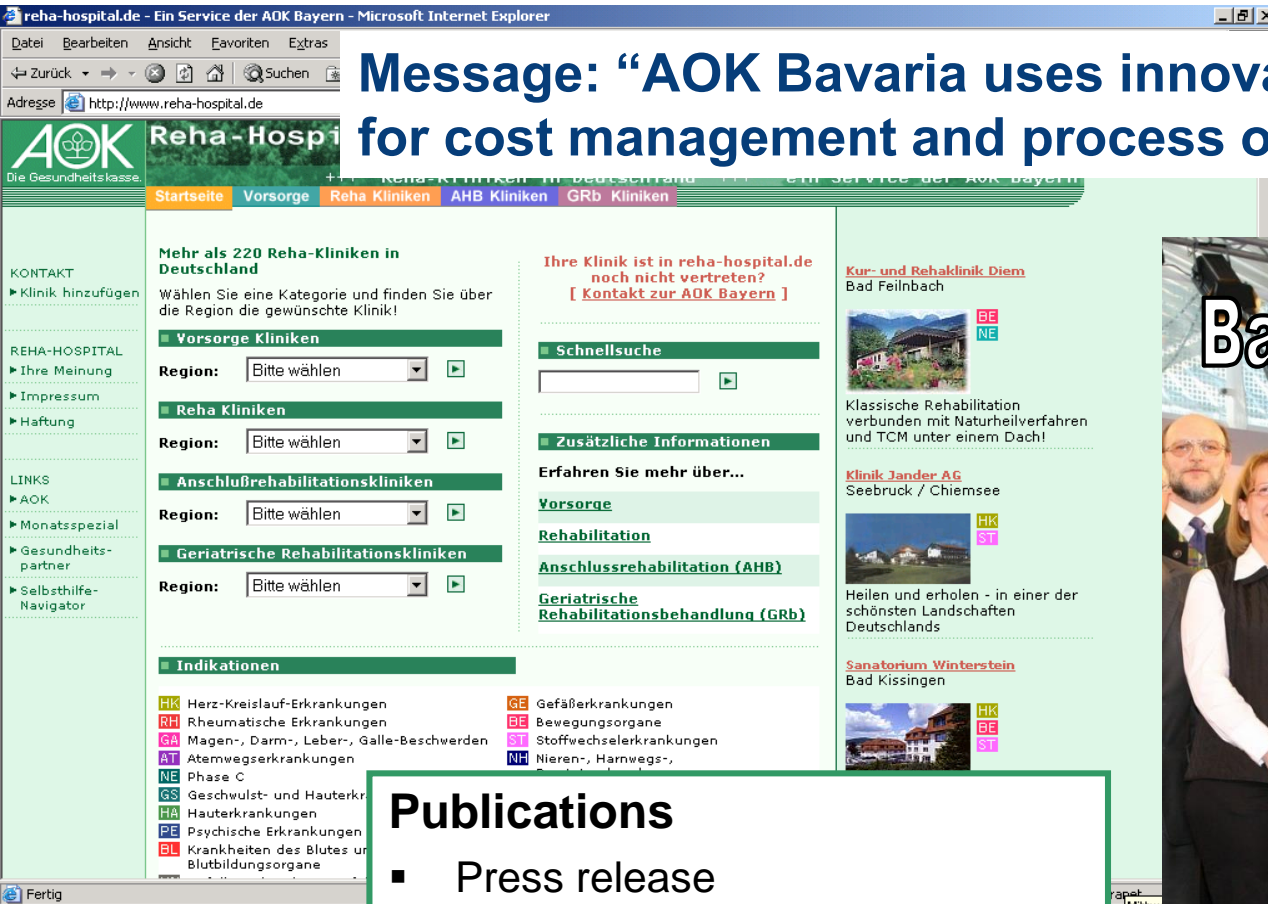 reha-hospital.de - Ein Service der AOK Bayern - Microsoft Internet Explorer
Datei Bearbeiten Ansicht Favoriten Extras
Zurück Suchen
Adresse http://www.reha-hospital.de
Message: “AOK Bavaria uses innova
for cost management and process o
AOK
Die Gesundheitskasse.
Reha-Hospi
+++ Reha-Kliniken in Deutschland +++ ein Service der AOK Bayern
Startseite Vorsorge Reha Kliniken AHB Kliniken GRb Kliniken
KONTAKT
Klinik hinzufügen
REHA-HOSPITAL
Ihre Meinung
Impressum
Haftung
LINKS
AOK
Monatsspezial
Gesundheits-
partner
Selbsthilfe-
Navigator
Mehr als 220 Reha-Kliniken in
Deutschland
Wählen Sie eine Kategorie und finden Sie über
die Region die gewünschte Klinik!
Vorsorge Kliniken
Region: Bitte wählen
Reha Kliniken
Region: Bitte wählen
Anschlußrehabilitationskliniken
Region: Bitte wählen
Geriatrische Rehabilitationskliniken
Region: Bitte wählen
Ihre Klinik ist in reha-hospital.de
noch nicht vertreten?
[ Kontakt zur AOK Bayern ]
Schnellsuche
Zusätzliche Informationen
Erfahren Sie mehr über...
Vorsorge
Rehabilitation
Anschlussrehabilitation (AHB)
Geriatrische
Rehabilitationsbehandlung (GRb)
Kur- und Rehaklinik Diem
Bad Feilnbach
BE
NE
Klassische Rehabilitation
verbunden mit Naturheilverfahren
und TCM unter einem Dach!
Klinik Jander AG
Seebruck / Chiemsee
HK
ST
Heilen und erholen - in einer der
schönsten Landschaften
Deutschlands
Sanatorium Winterstein
Bad Kissingen
HK
BE
ST
Ba
Indikationen
HK Herz-Kreislauf-Erkrankungen
RH Rheumatische Erkrankungen
GA Magen-, Darm-, Leber-, Galle-Beschwerden
AT Atemwegserkrankungen
NE Phase C
GS Geschwulst- und Hauterkr
HA Hauterkrankungen
PE Psychische Erkrankungen
BL Krankheiten des Blutes un
Blutbildungsorgane
GE Gefäßerkrankungen
BE Bewegungsorgane
ST Stoffwechselerkrankungen
NH Nieren-, Harnwegs-,
Publications
▪ Press release
Fertig